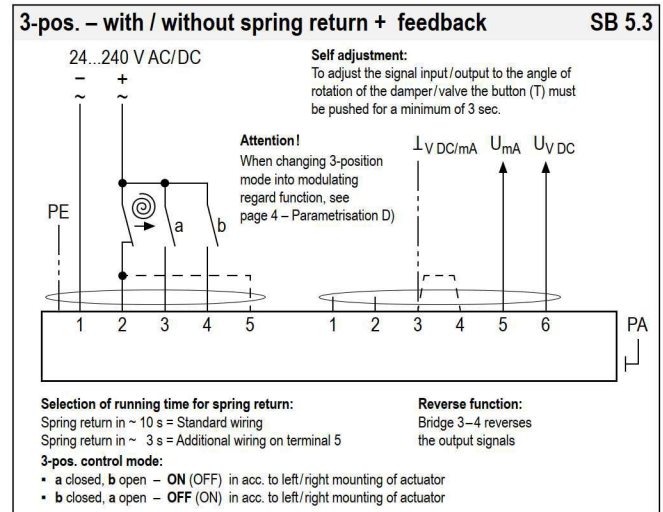 3-pos. – with / without spring return + feedback SB 5.3
24...240 V AC/DC
– +
~ ~
Self adjustment:
To adjust the signal input/output to the angle of
rotation of the damper/valve the button (T) must
be pushed for a minimum of 3 sec.
Attention!
When changing 3-position
mode into modulating
regard function, see
page 4 – Parametrisation D)
⊥V DC/mA UmA UV DC
PE
a b
1 2 3 4 5 1 2 3 4 5 6 PA
Selection of running time for spring return:
Spring return in ~ 10 s = Standard wiring
Spring return in ~ 3 s = Additional wiring on terminal 5
Reverse function:
Bridge 3–4 reverses
the output signals
3-pos. control mode:
▪ a closed, b open – ON (OFF) in acc. to left/right mounting of actuator
▪ b closed, a open – OFF (ON) in acc. to left/right mounting of actuator